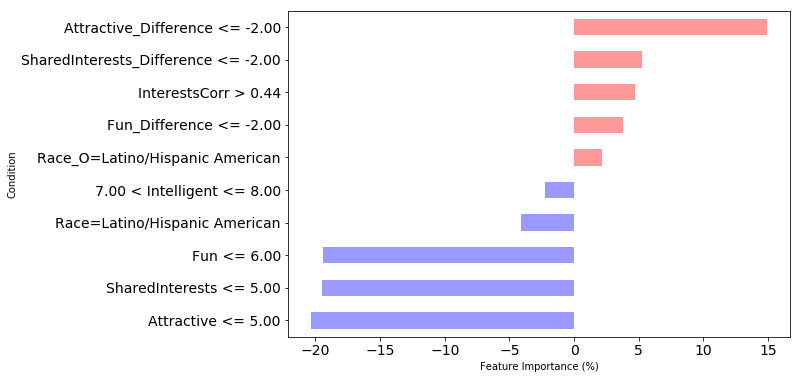 Attractive_Difference <= -2.00
SharedInterests_Difference <= -2.00
InterestsCorr > 0.44
Fun_Difference <= -2.00
Race_O=Latino/Hispanic American
7.00 < Intelligent <= 8.00
Race=Latino/Hispanic American
Fun <= 6.00
SharedInterests <= 5.00
Attractive <= 5.00
Condition
−20 −15 −10 −5 0 5 10 15
Feature Importance (%)